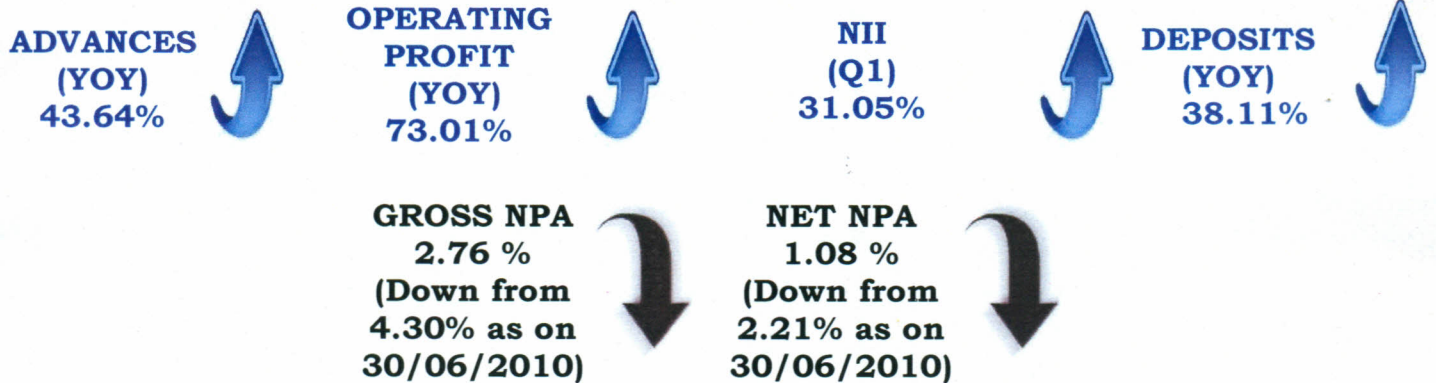 ADVANCES
(YOY)
43.64%
OPERATING
PROFIT
(YOY)
73.01%
NII
(Q1)
31.05%
DEPOSITS
(YOY)
38.11%
GROSS NPA
2.76 %
(Down from
4.30% as on
30/06/2010)
NET NPA
1.08 %
(Down from
2.21% as on
30/06/2010)